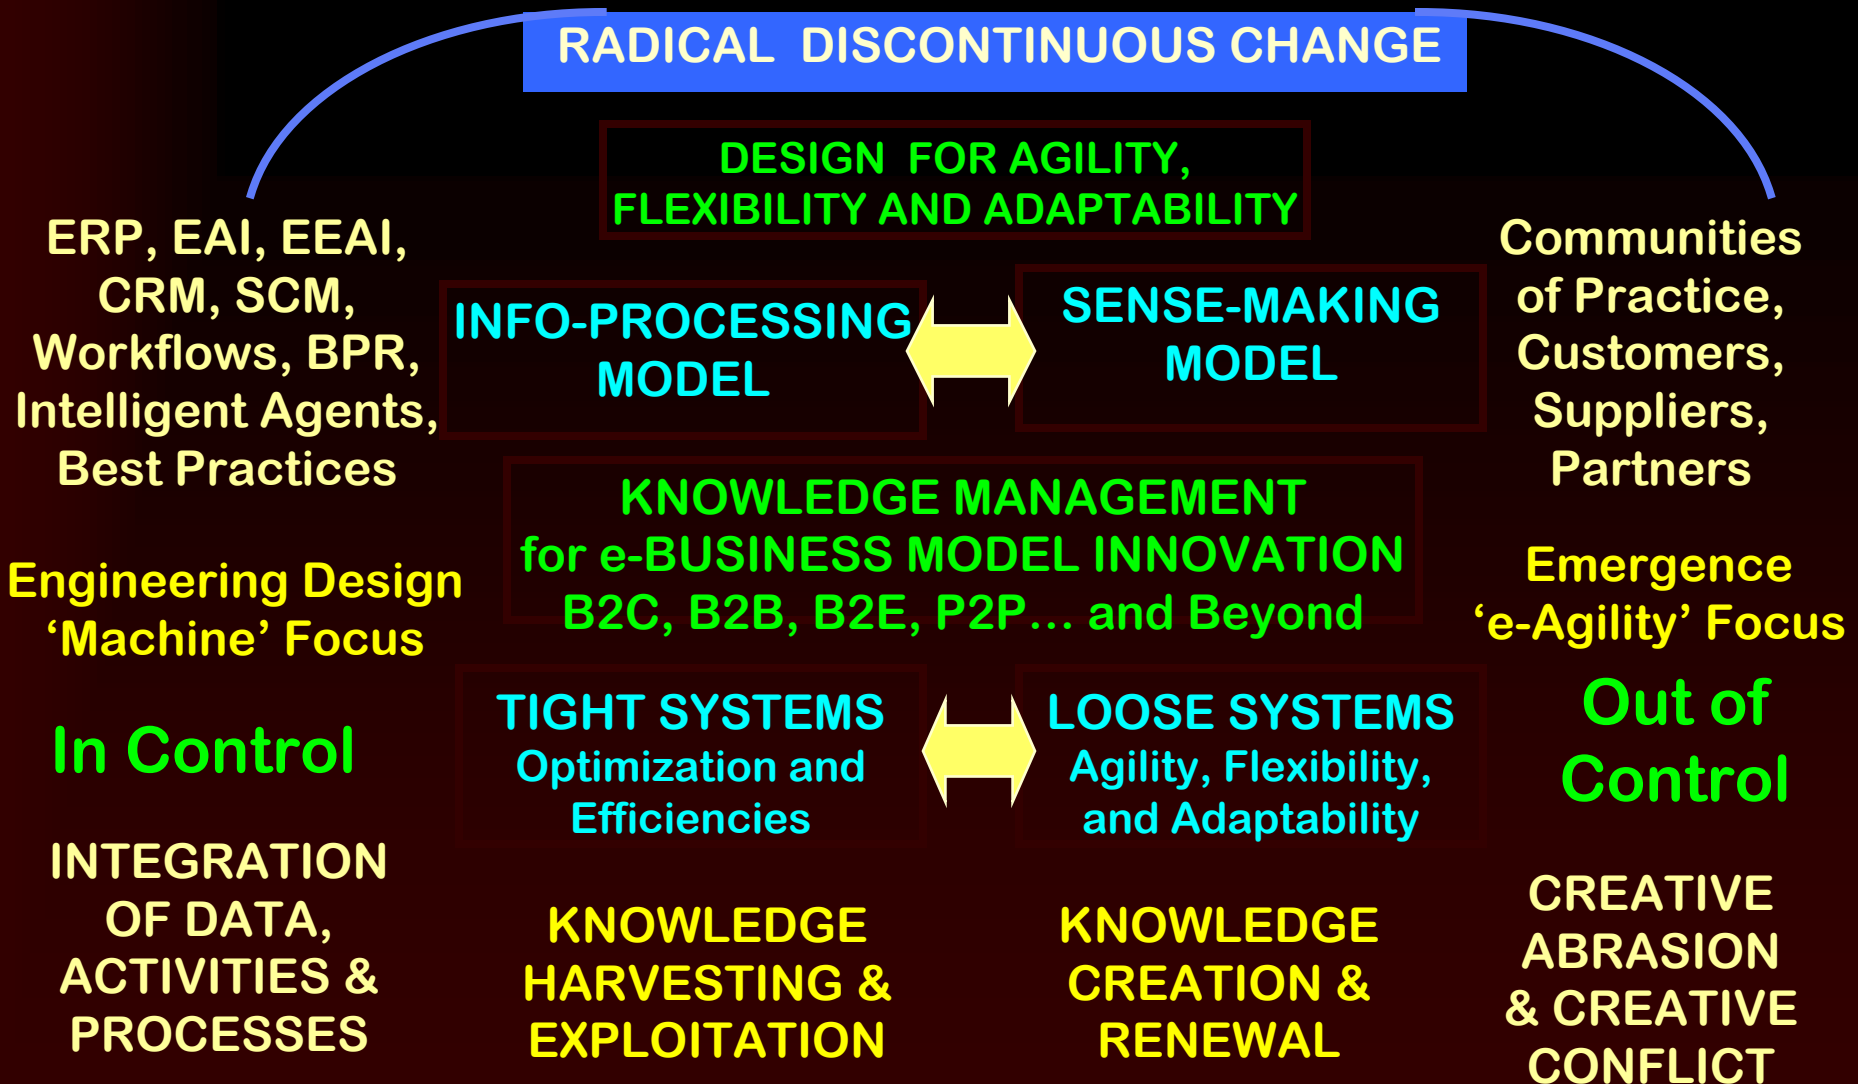 RADICAL DISCONTINUOUS CHANGE
DESIGN FOR AGILITY,
FLEXIBILITY AND ADAPTABILITY
ERP, EAI, EEAI,
CRM, SCM,
Workflows, BPR,
Intelligent Agents,
Best Practices
INFO-PROCESSING
MODEL
SENSE-MAKING
MODEL
Communities
of Practice,
Customers,
Suppliers,
Partners
KNOWLEDGE MANAGEMENT
for e-BUSINESS MODEL INNOVATION
B2C, B2B, B2E, P2P… and Beyond
Engineering Design
‘Machine’ Focus
Emergence
‘e-Agility’ Focus
In Control
TIGHT SYSTEMS
Optimization and
Efficiencies
LOOSE SYSTEMS
Agility, Flexibility,
and Adaptability
Out of
Control
INTEGRATION
OF DATA,
ACTIVITIES &
PROCESSES
KNOWLEDGE
HARVESTING &
EXPLOITATION
KNOWLEDGE
CREATION &
RENEWAL
CREATIVE
ABRASION
& CREATIVE
CONFLICT